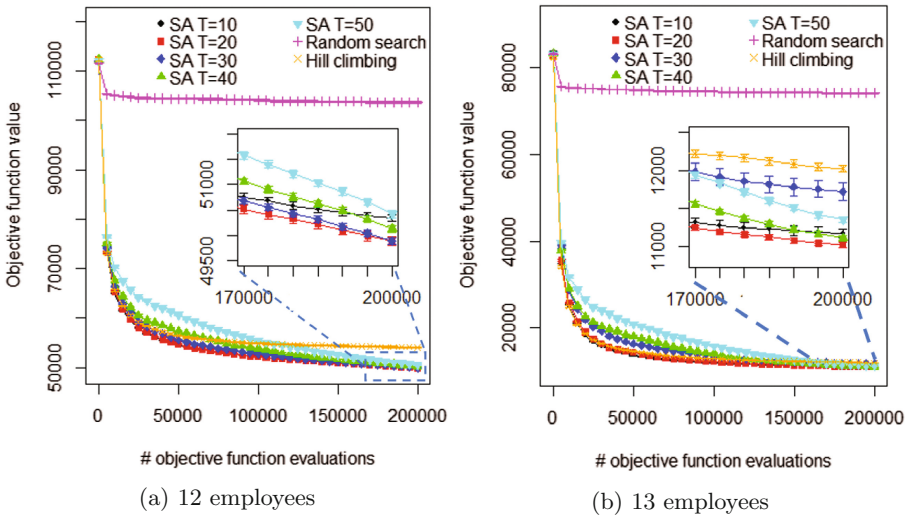 SA T=10
SA T=20
SA T=30
SA T=40
SA T=50
Random search
Hill climbing
Objective function value
110000
90000
70000
50000
51000
49500
170000
200000
0
50000
100000
150000
200000
# objective function evaluations
(a) 12 employees
SA T=10
SA T=20
SA T=30
SA T=40
SA T=50
Random search
Hill climbing
Objective function value
80000
60000
40000
20000
12000
11000
170000
200000
0
50000
100000
150000
200000
# objective function evaluations
(b) 13 employees